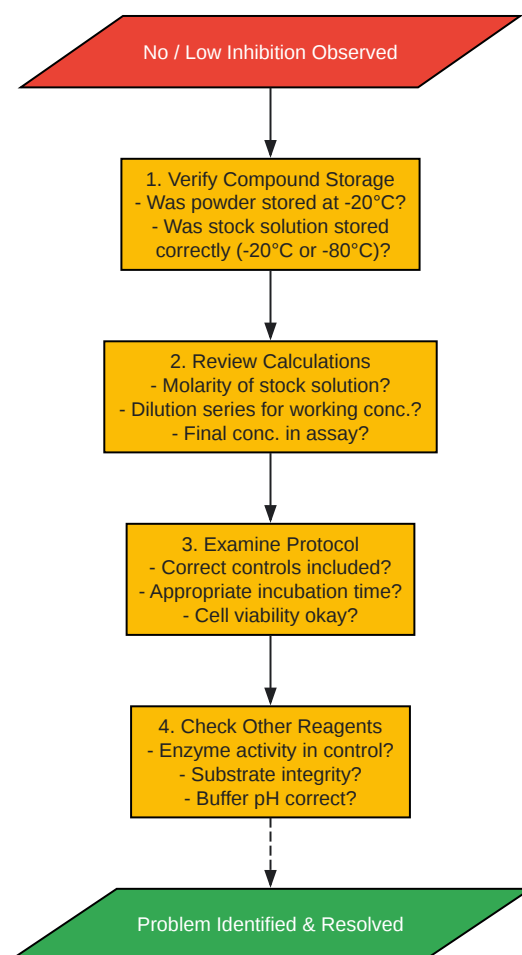 No / Low Inhibition Observed
1. Verify Compound Storage
- Was powder stored at -20°C?
- Was stock solution stored
correctly (-20°C or -80°C)?
2. Review Calculations
- Molarity of stock solution?
- Dilution series for working conc.?
- Final conc. in assay?
3. Examine Protocol
- Correct controls included?
- Appropriate incubation time?
- Cell viability okay?
4. Check Other Reagents
- Enzyme activity in control?
- Substrate integrity?
- Buffer pH correct?
Problem Identified & Resolved